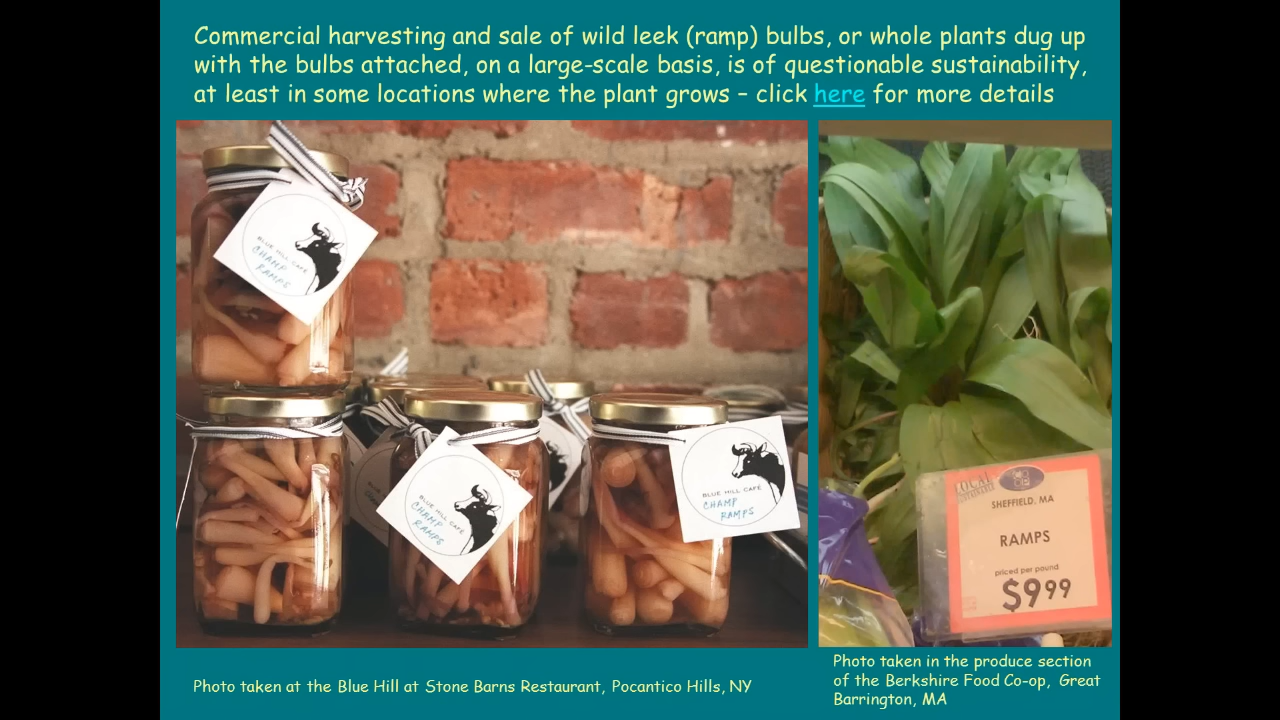 Commercial harvesting and sale of wild leek (ramp) bulbs, or whole plants dug up
with the bulbs attached, on a large-scale basis, is of questionable sustainability,
at least in some locations where the plant grows – click here for more details
BLUE HILL CAFÉ
CHAMP
RAMPS
BLUE HILL CAFÉ
CHAMP
RAMPS
BLUE HILL CAFÉ
CHAMP
RAMPS
LOCAL
SHEFFIELD, MA
RAMPS
priced per pound
$9.99
Photo taken at the Blue Hill at Stone Barns Restaurant, Pocantico Hills, NY
Photo taken in the produce section
of the Berkshire Food Co-op, Great
Barrington, MA